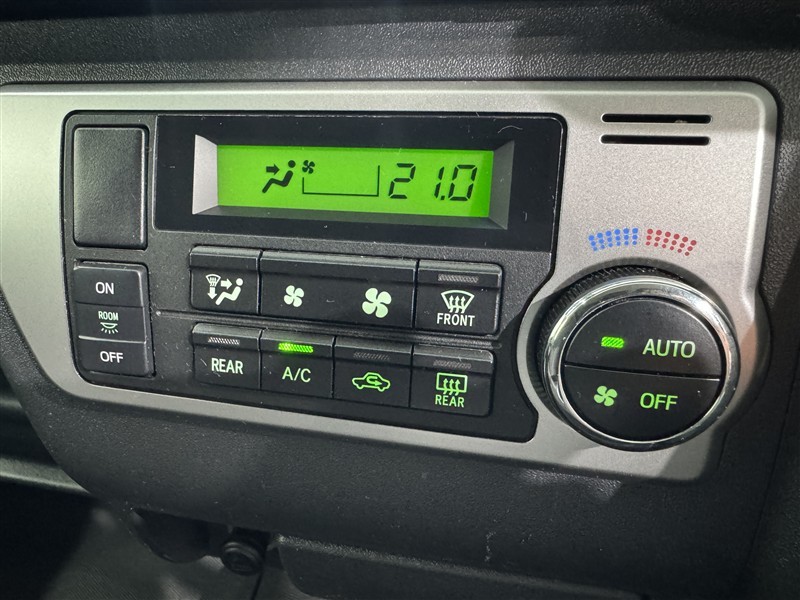 21.0
ON
ROOM
OFF
FRONT
REAR
A/C
REAR
AUTO
OFF